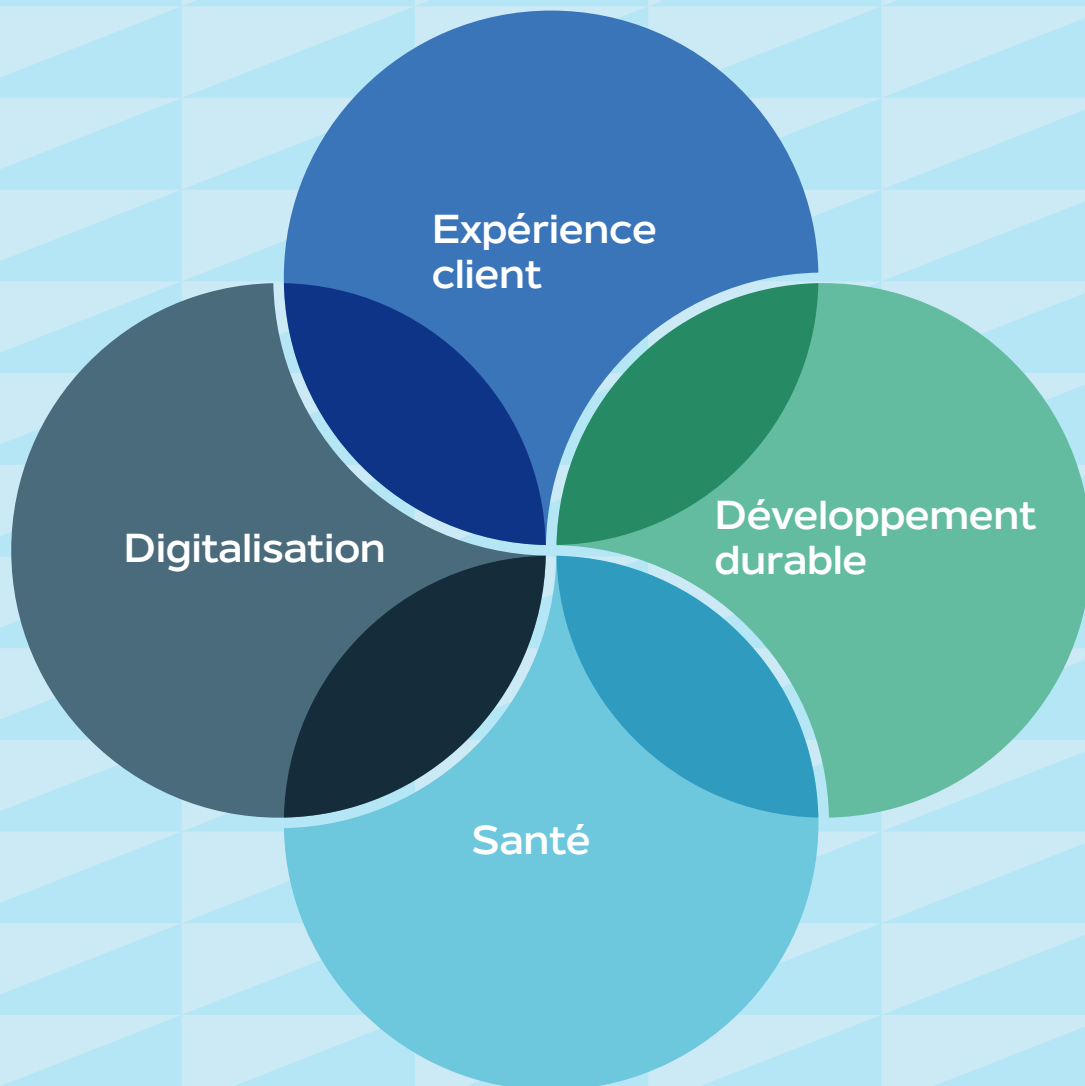 Expérience
client
Développement
durable
Digitalisation
Santé